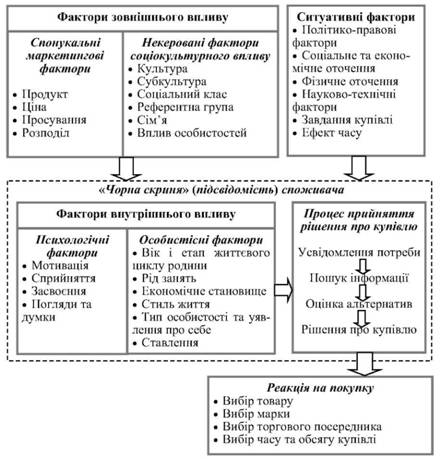 Фактори зовнішнього впливу
Спонукальні
маркетингові
фактори
• Продукт
• Ціна
• Просування
• Розподіл
Некеровані фактори
соціокультурного впливу
• Культура
• Субкультура
• Соціальний клас
• Референтна група
• Сім’я
• Вплив особистостей
Ситуативні фактори
• Політико-правові
фактори
• Соціальне та еконо-
мічне оточення
• Фізичне оточення
• Науково-технічні
фактори
• Завдання купівлі
• Ефект часу
«Чорна скриня» (підсвідомість) споживача
Фактори внутрішнього впливу
Психологічні
фактори
• Мотивація
• Сприйняття
• Засвоєння
• Погляди та
думки
Особистісні фактори
• Вік і етап життєвого
циклу родини
• Рід занять
• Економічне становище
• Стиль життя
• Тип особистості та уяв-
лення про себе
• Ставлення
Процес прийняття
рішення про купівлю
Усвідомлення потреби
Пошук інформації
Оцінка альтернатив
Рішення про купівлю
Реакція на покупку
• Вибір товару
• Вибір марки
• Вибір торгового посередника
• Вибір часу та обсягу купівлі